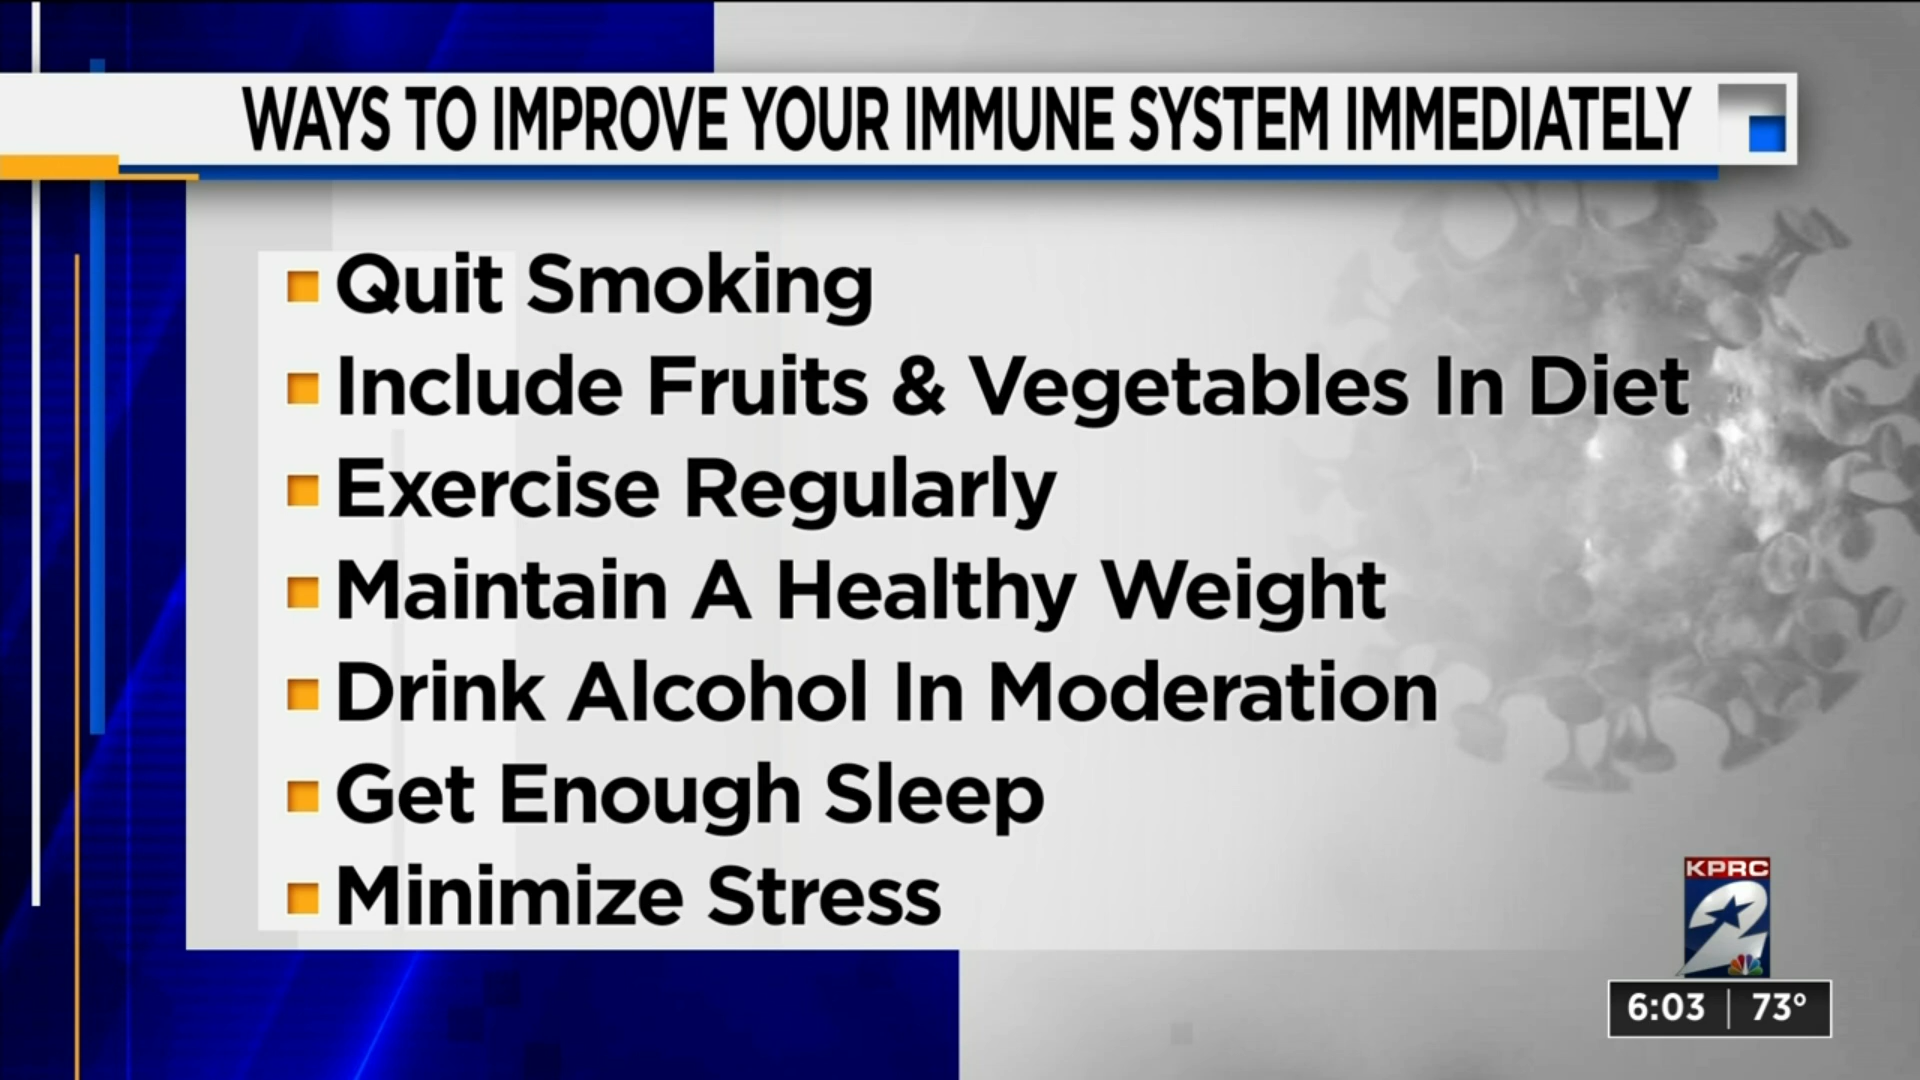 WAYS TO IMPROVE YOUR IMMUNE SYSTEM IMMEDIATELY
Quit Smoking
Include Fruits & Vegetables In Diet
Exercise Regularly
Maintain A Healthy Weight
Drink Alcohol In Moderation
Get Enough Sleep
Minimize Stress
KPRC
2
6:03 | 73°